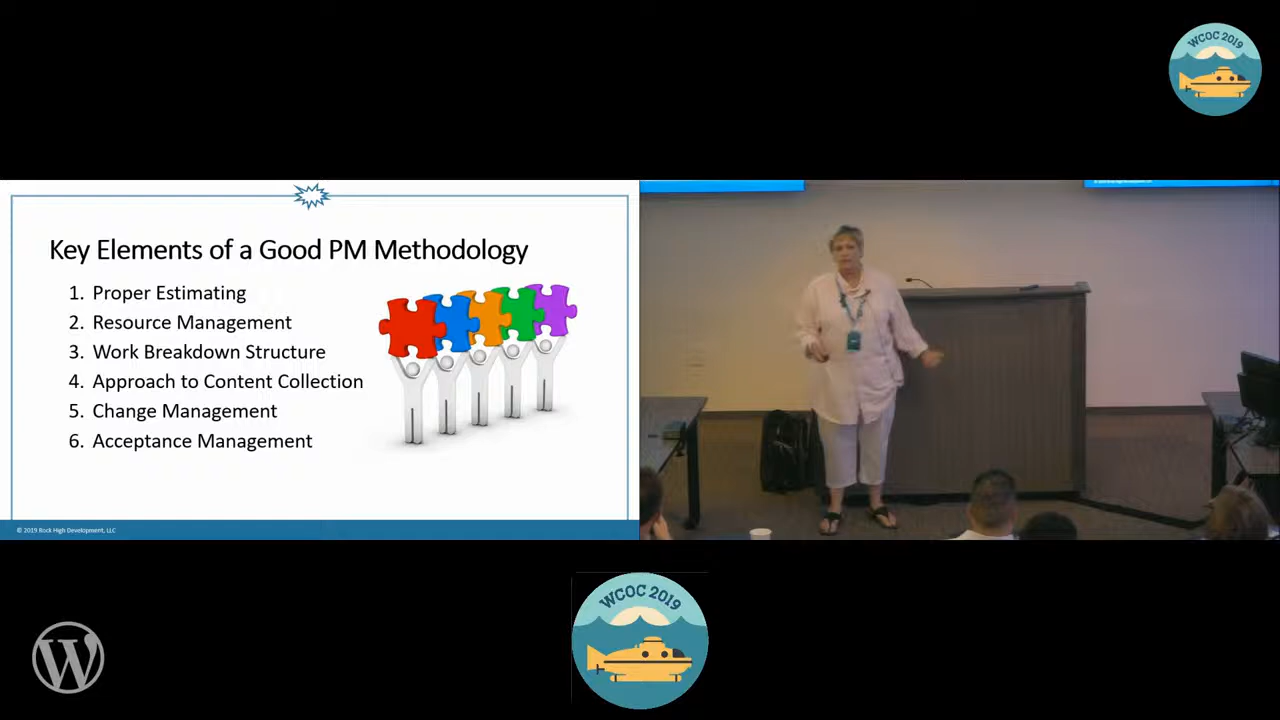 WCOC 2019
Key Elements of a Good PM Methodology
1. Proper Estimating
2. Resource Management
3. Work Breakdown Structure
4. Approach to Content Collection
5. Change Management
6. Acceptance Management
© 2019 Rock High Development, LLC
WCOC 2019
W